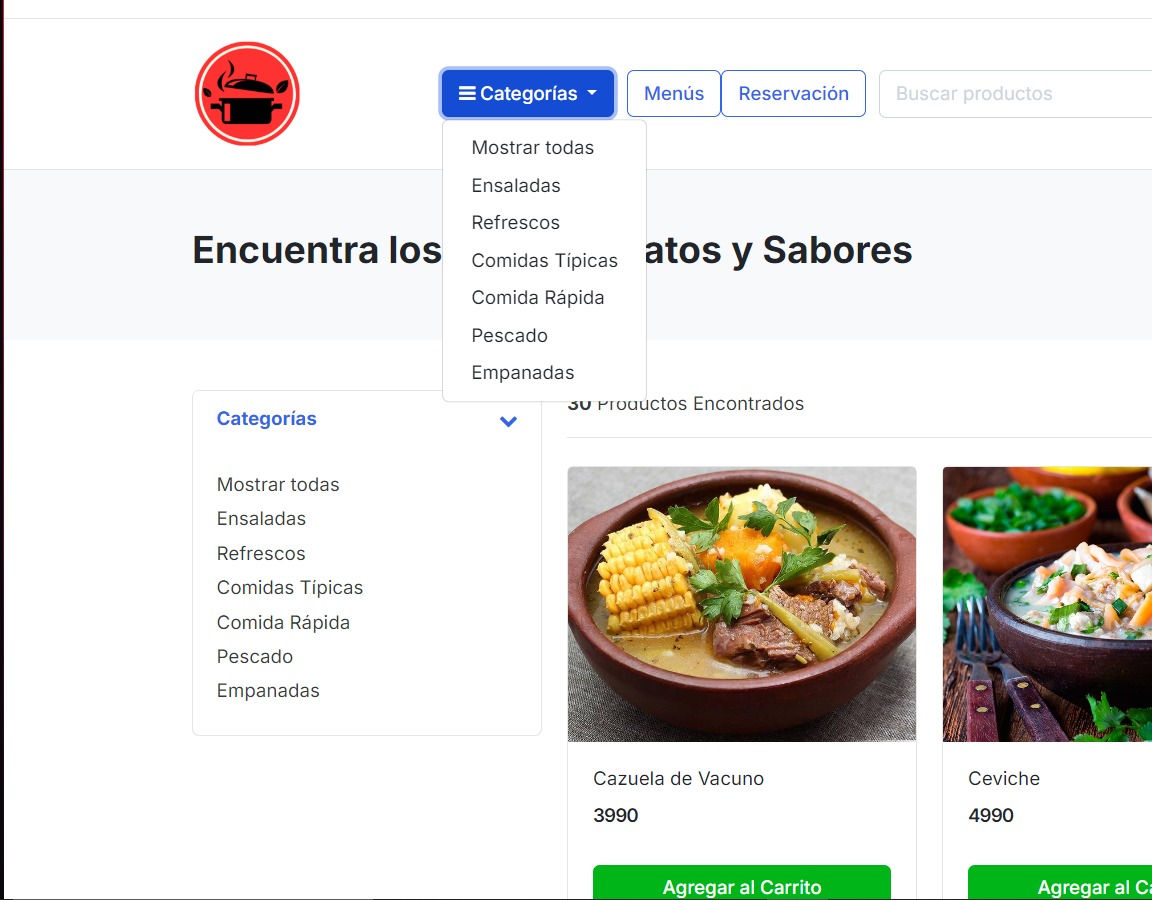 Categorías
Menús
Reservación
Buscar productos
Mostrar todas
Ensaladas
Refrescos
Comidas Típicas
Comida Rápida
Pescado
Empanadas
Encuentra los atos y Sabores
Categorías
Mostrar todas
Ensaladas
Refrescos
Comidas Típicas
Comida Rápida
Pescado
Empanadas
30 Productos Encontrados
Cazuela de Vacuno
3990
Agregar al Carrito
Ceviche
4990
Agregar al Ca